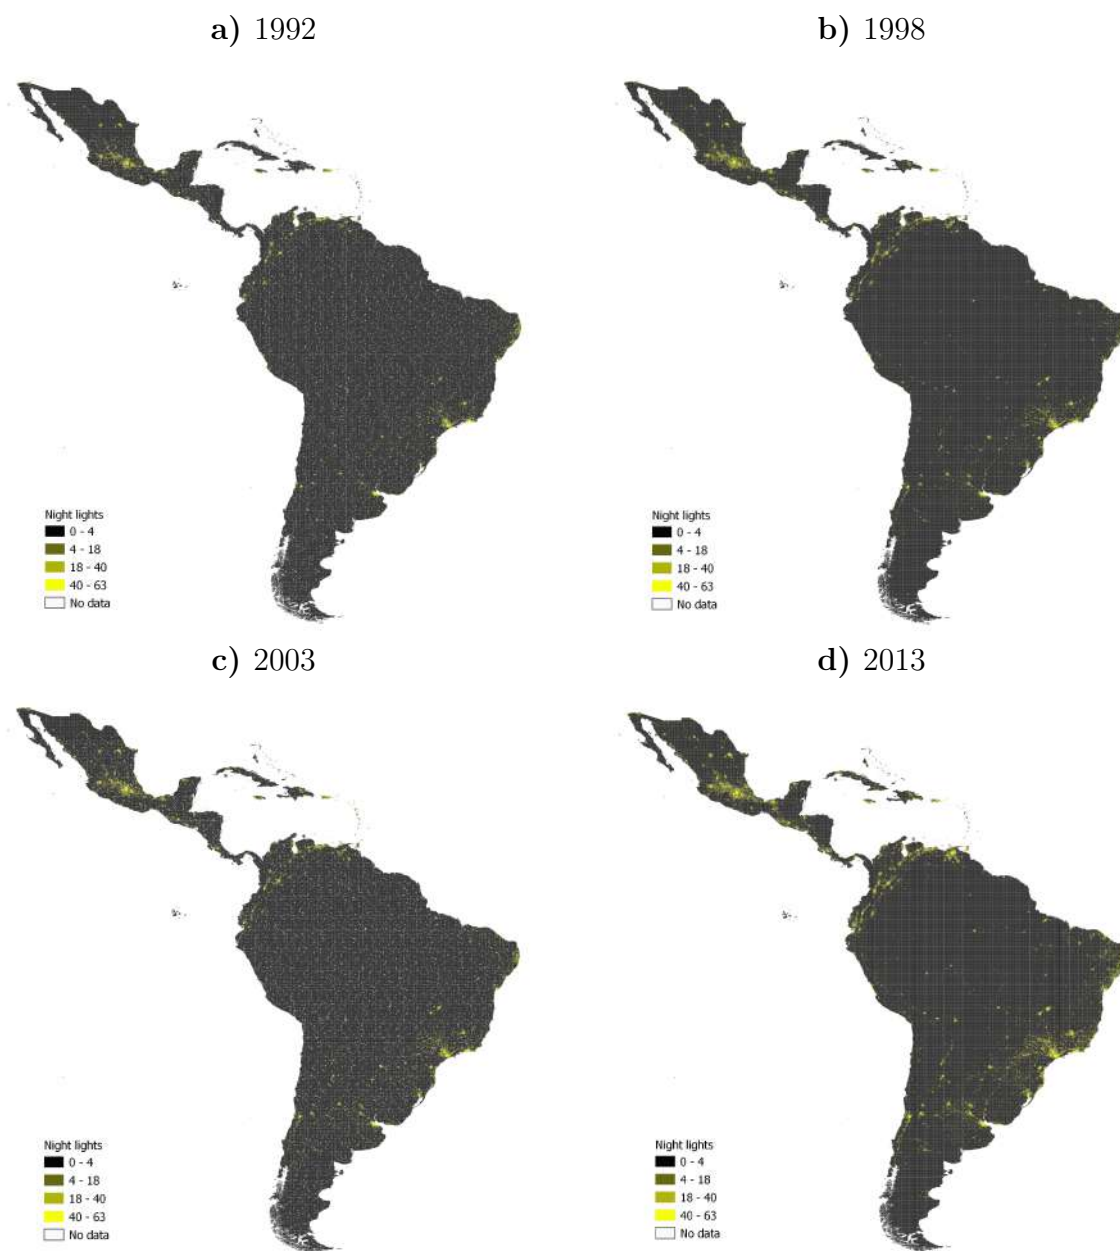 a) 1992
b) 1998
Night lights
0 - 4
4 - 18
18 - 40
40 - 63
No data
Night lights
0 - 4
4 - 18
18 - 40
40 - 63
No data
c) 2003
d) 2013
Night lights
0 - 4
4 - 18
18 - 40
40 - 63
No data
Night lights
0 - 4
4 - 18
18 - 40
40 - 63
No data